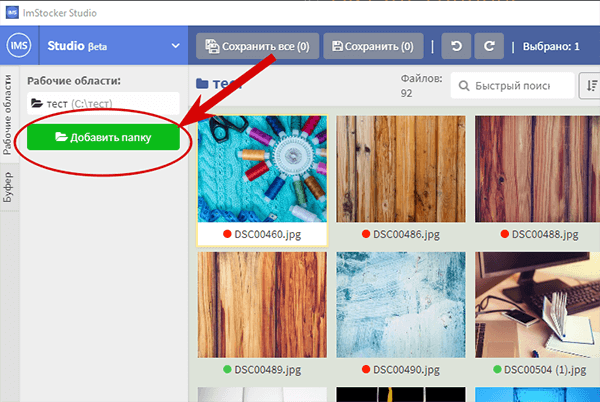 IMS ImStocker Studio
IMS Studio βeta
Сохранить все (0) Сохранить (0) | Выбрано: 1
Рабочие области
Буфер
Рабочие области:
тест (C:\тест)
Добавить папку
тест
Файлов:
92
Быстрый поиск
DSC00460.jpg DSC00486.jpg DSC00488.jpg
DSC00489.jpg DSC00490.jpg DSC00504 (1).jpg